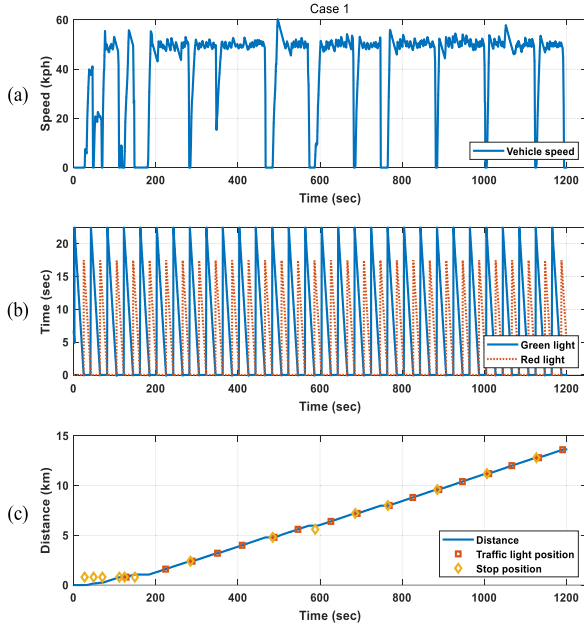 Case 1
(a)
Speed (kph)
60
40
20
0
Vehicle speed
0 200 400 600 800 1000 1200
Time (sec)
(b)
Time (sec)
20
15
10
5
0
Green light
Red light
0 200 400 600 800 1000 1200
Time (sec)
(c)
Distance (km)
15
10
5
0
Distance
Traffic light position
Stop position
0 200 400 600 800 1000 1200
Time (sec)